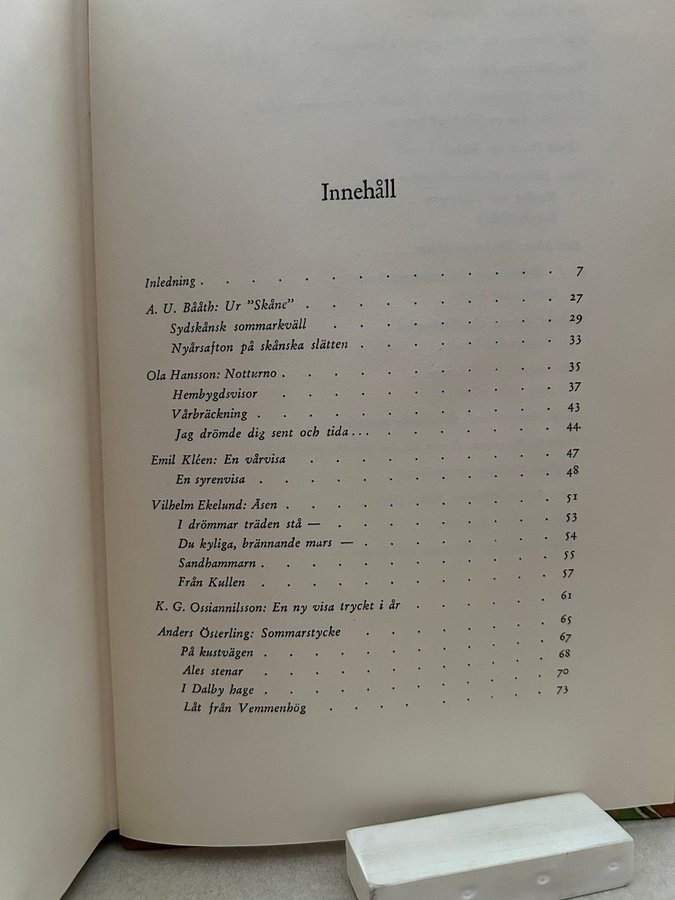 Innehåll
Inledning . . . . . . . . . . . . . . 7
A. U. Bååth: Ur ”Skåne” . . . . . . . . . . 27
Sydskånsk sommarkväll . . . . . . . . . 29
Nyårsafton på skånska slätten . . . . . . . . 33
Ola Hansson: Notturno . . . . . . . . . . . 35
Hembygdsvisor . . . . . . . . . . . 37
Vårbräckning . . . . . . . . . . . . 43
Jag drömde dig sent och tida . . . . . . . . . . 44
Emil Kléen: En vårvisa . . . . . . . . . . 47
En syrenvisa . . . . . . . . . . . . 48
Vilhelm Ekelund: Åsen . . . . . . . . . . . 51
I drömmar träden stå — . . . . . . . . . 53
Du kyliga, brännande mars — . . . . . . . . 54
Sandhammarn . . . . . . . . . . . . 55
Från Kullen . . . . . . . . . . . . 57
K. G. Ossiannilsson: En ny visa tryckt i år . . . . . 61
Anders Österling: Sommarstycke . . . . . . . 65
På kustvägen . . . . . . . . . . . 67
Ales stenar . . . . . . . . . . . 68
I Dalby hage . . . . . . . . . . . 70
Låt från Vemmenhög . . . . . . . . . 73